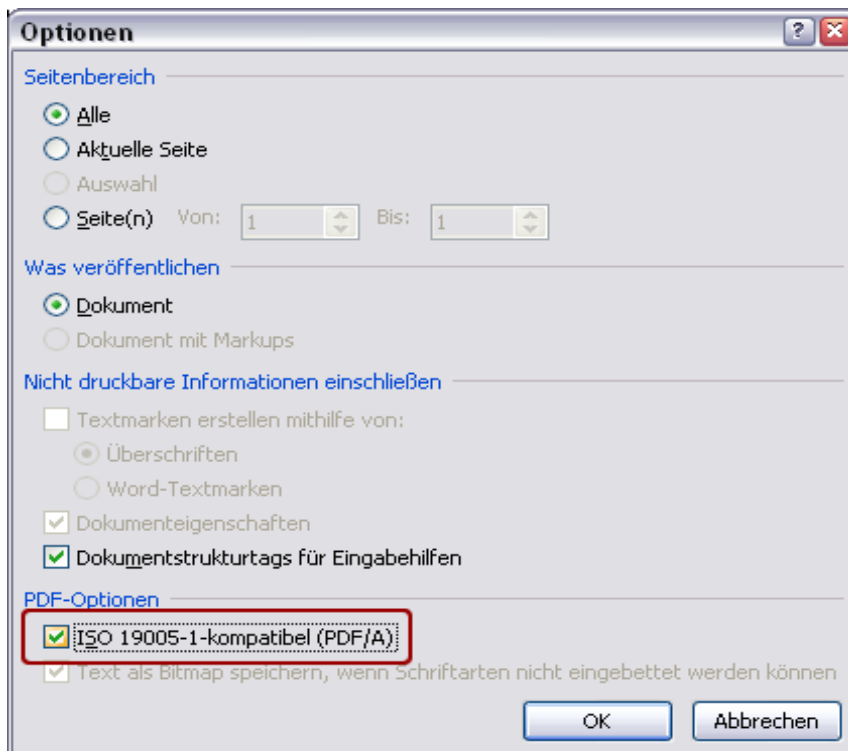 Optionen
Seitenbereich
Alle
Aktuelle Seite
Auswahl
Seite(n) Von: 1 Bis: 1
Was veröffentlichen
Dokument
Dokument mit Markups
Nicht druckbare Informationen einschließen
Textmarken erstellen mithilfe von:
Überschriften
Word-Textmarken
Dokumenteigenschaften
Dokumentstrukturtags für Eingabehilfen
PDF-Optionen
ISO 19005-1-kompatibel (PDF/A)
Text als Bitmap speichern, wenn Schriftarten nicht eingebettet werden können
OK Abbrechen